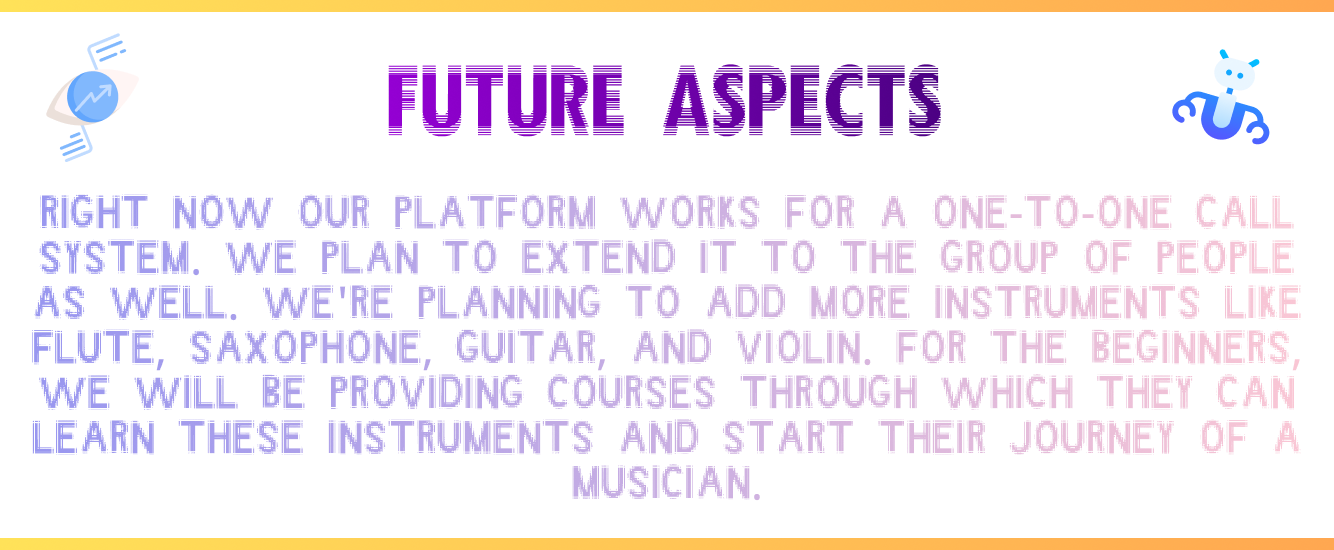 FUTURE ASPECTS
RIGHT NOW OUR PLATFORM WORKS FOR A ONE-TO-ONE CALL
SYSTEM. WE PLAN TO EXTEND IT TO THE GROUP OF PEOPLE
AS WELL. WE'RE PLANNING TO ADD MORE INSTRUMENTS LIKE
FLUTE, SAXOPHONE, GUITAR, AND VIOLIN. FOR THE BEGINNERS,
WE WILL BE PROVIDING COURSES THROUGH WHICH THEY CAN
LEARN THESE INSTRUMENTS AND START THEIR JOURNEY OF A
MUSICIAN.